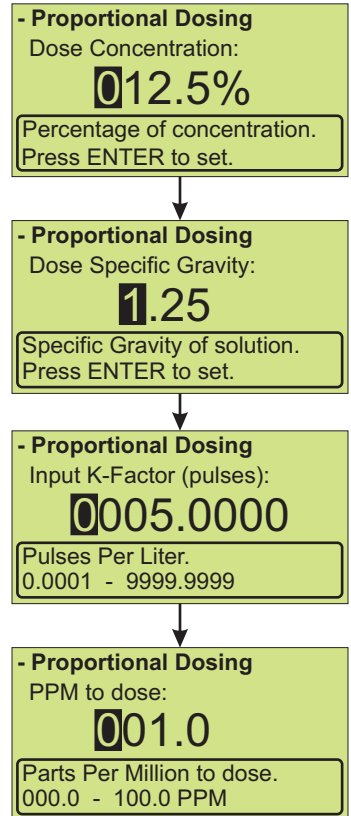 - Proportional Dosing
Dose Concentration:
012.5%
Percentage of concentration.
Press ENTER to set.
- Proportional Dosing
Dose Specific Gravity:
1.25
Specific Gravity of solution.
Press ENTER to set.
- Proportional Dosing
Input K-Factor (pulses):
0005.0000
Pulses Per Liter.
0.0001 - 9999.9999
- Proportional Dosing
PPM to dose:
001.0
Parts Per Million to dose.
000.0 - 100.0 PPM